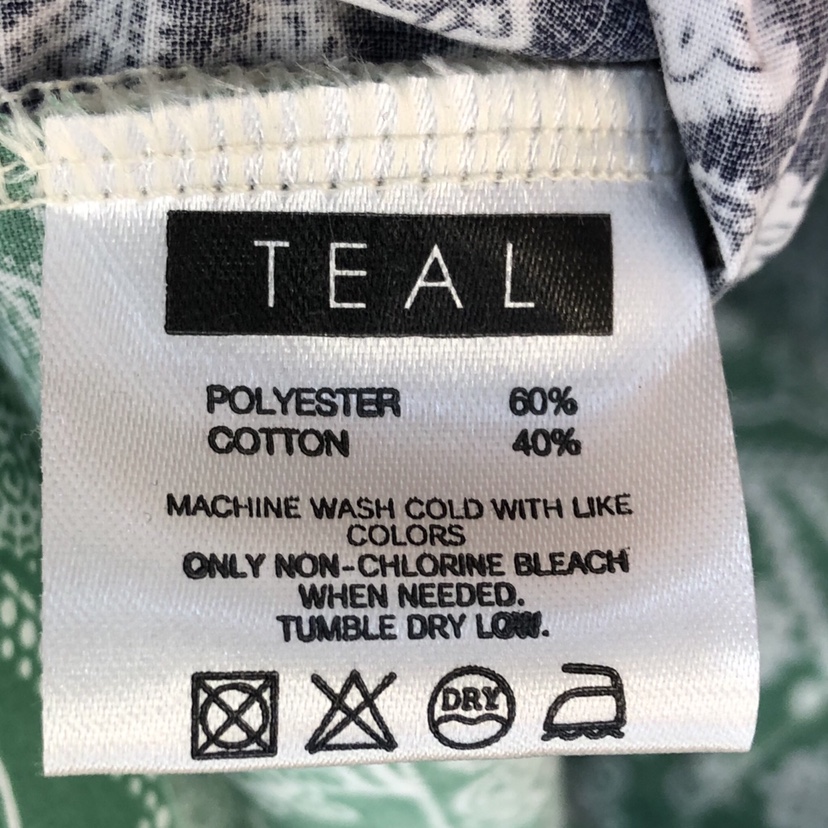 TEAL
POLYESTER 60%
COTTON 40%
MACHINE WASH COLD WITH LIKE
COLORS
ONLY NON-CHLORINE BLEACH
WHEN NEEDED.
TUMBLE DRY LOW.
DRY